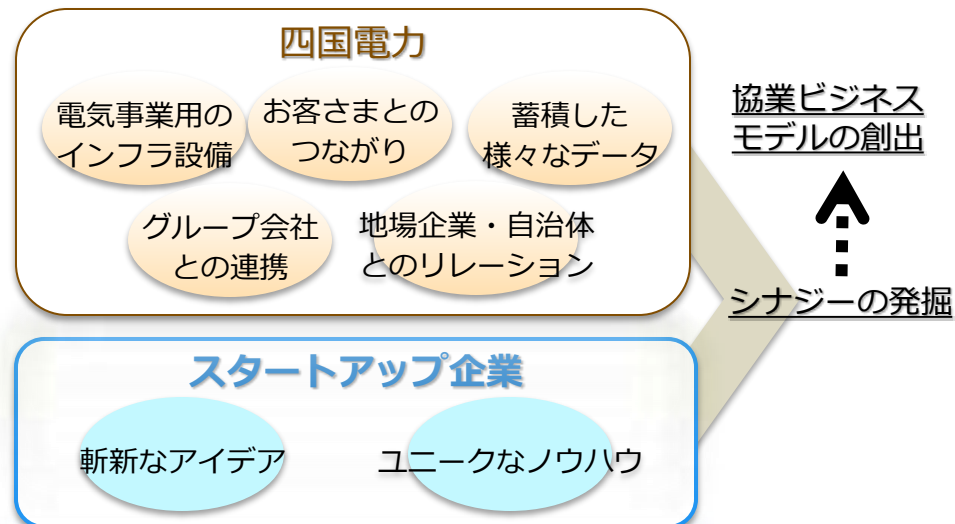 四国電力
電気事業用の
インフラ設備
お客さまとの
つながり
蓄積した
様々なデータ
グループ会社
との連携
地場企業・自治体
とのリレーション
スタートアップ企業
斬新なアイデア
ユニークなノウハウ
協業ビジネス
モデルの創出
シナジーの発掘